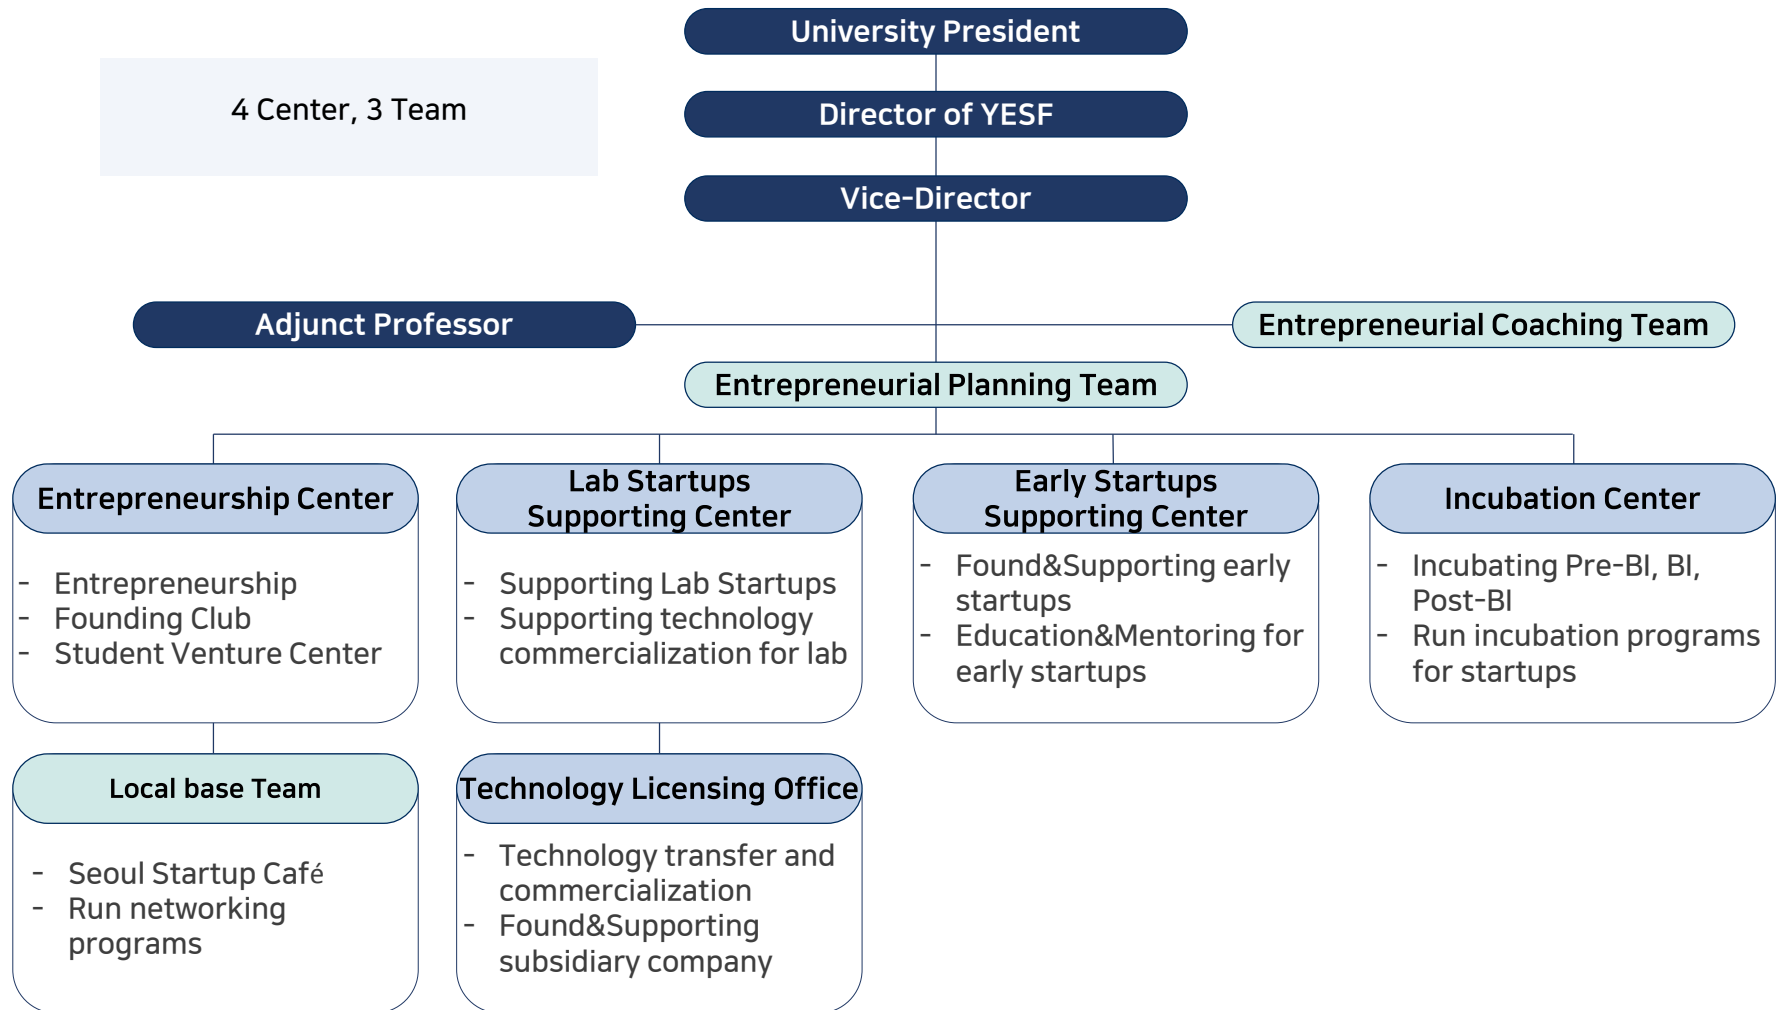 University President
4 Center, 3 Team
Director of YESF
Vice-Director
Adjunct Professor
Entrepreneurial Coaching Team
Entrepreneurial Planning Team
Entrepreneurship Center
- Entrepreneurship
- Founding Club
- Student Venture Center
Lab Startups
Supporting Center
- Supporting Lab Startups
- Supporting technology
commercialization for lab
Early Startups
Supporting Center
- Found&Supporting early
startups
- Education&Mentoring for
early startups
Incubation Center
- Incubating Pre-BI, BI,
Post-BI
- Run incubation programs
for startups
Local base Team
- Seoul Startup Café
- Run networking
programs
Technology Licensing Office
- Technology transfer and
commercialization
- Found&Supporting
subsidiary company